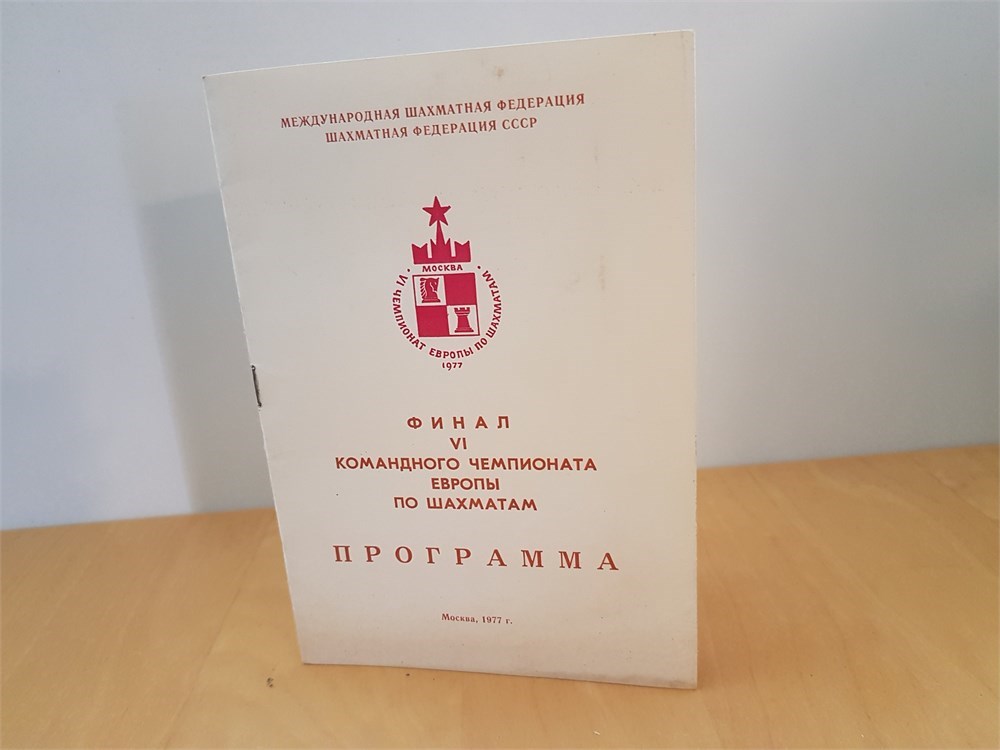 МЕЖДУНАРОДНАЯ ШАХМАТНАЯ ФЕДЕРАЦИЯ
ШАХМАТНАЯ ФЕДЕРАЦИЯ СССР
МОСКВА
• VI ЧЕМПИОНАТ ЕВРОПЫ ПО ШАХМАТАМ •
1977
ФИНАЛ
VI
КОМАНДНОГО ЧЕМПИОНАТА
ЕВРОПЫ
ПО ШАХМАТАМ
ПРОГРАММА
Москва, 1977 г.